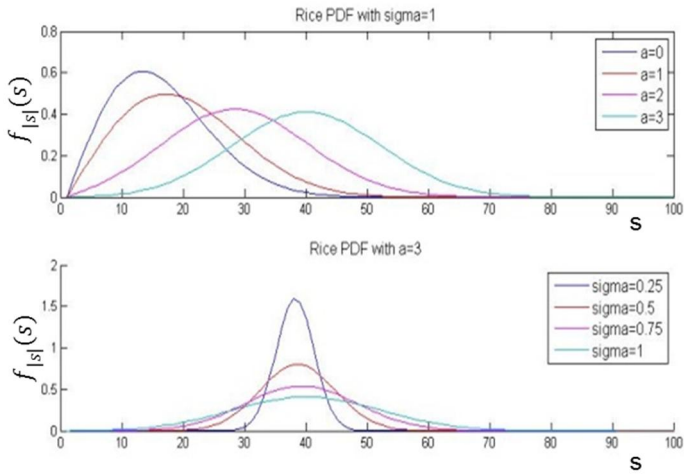 Rice PDF with sigma=1
0.8
0.6
0.4
0.2
0
f|s|(s)
a=0
a=1
a=2
a=3
0 10 20 30 40 50 60 70 80 90 100
s
Rice PDF with a=3
2
1.5
1
0.5
0
f|s|(s)
sigma=0.25
sigma=0.5
sigma=0.75
sigma=1
0 10 20 30 40 50 60 70 80 90 100
s